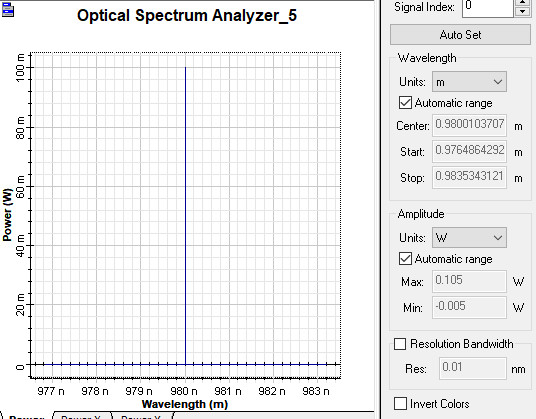 Optical Spectrum Analyzer_5
Power (W)
100 m
80 m
60 m
40 m
20 m
0
977 n 978 n 979 n 980 n 981 n 982 n 983 n
Wavelength (m)
Power Power X Power Y
Signal Index: 0
Auto Set
Wavelength
Units: m
Automatic range
Center: 0.9800103707 m
Start: 0.9764864292 m
Stop: 0.9835343121 m
Amplitude
Units: W
Automatic range
Max: 0.105 W
Min: -0.005 W
Resolution Bandwidth
Res: 0.01 nm
Invert Colors